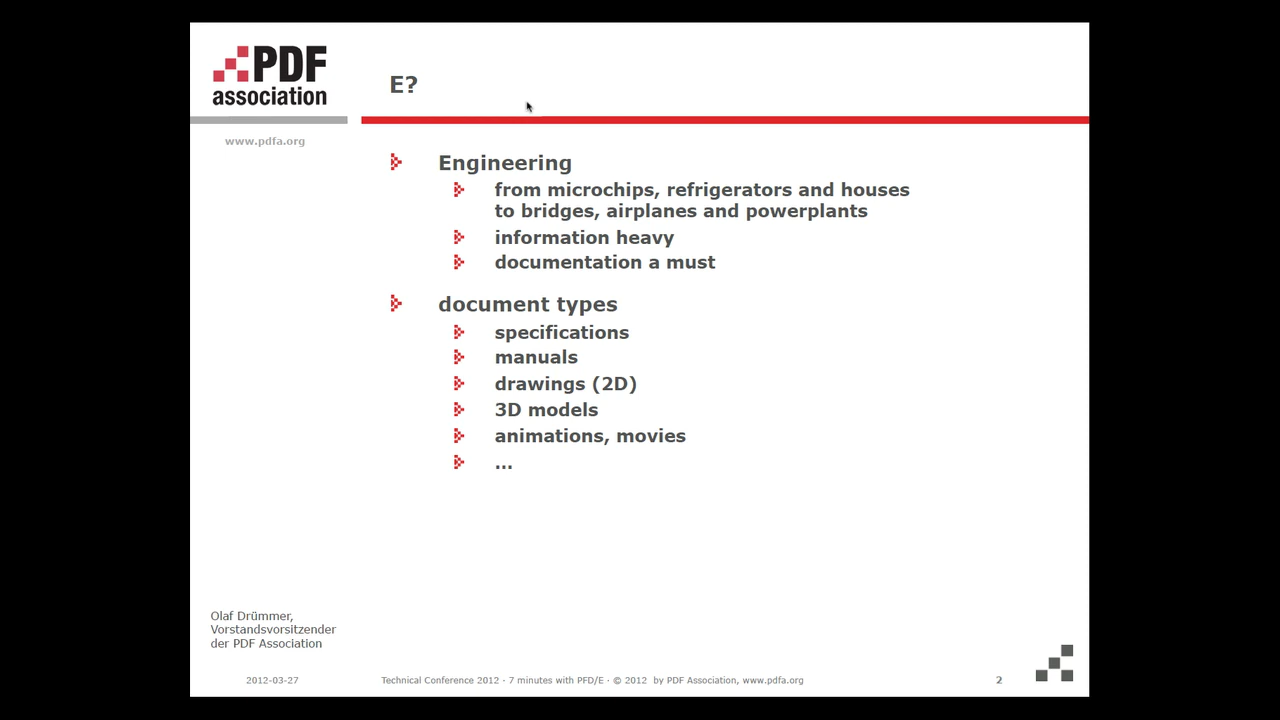 PDF
association
E?
www.pdfa.org
Engineering
from microchips, refrigerators and houses
to bridges, airplanes and powerplants
information heavy
documentation a must
document types
specifications
manuals
drawings (2D)
3D models
animations, movies
...
Olaf Drümmer,
Vorstandsvorsitzender
der PDF Association
2012-03-27
Technical Conference 2012 · 7 minutes with PFD/E · © 2012 by PDF Association, www.pdfa.org
2